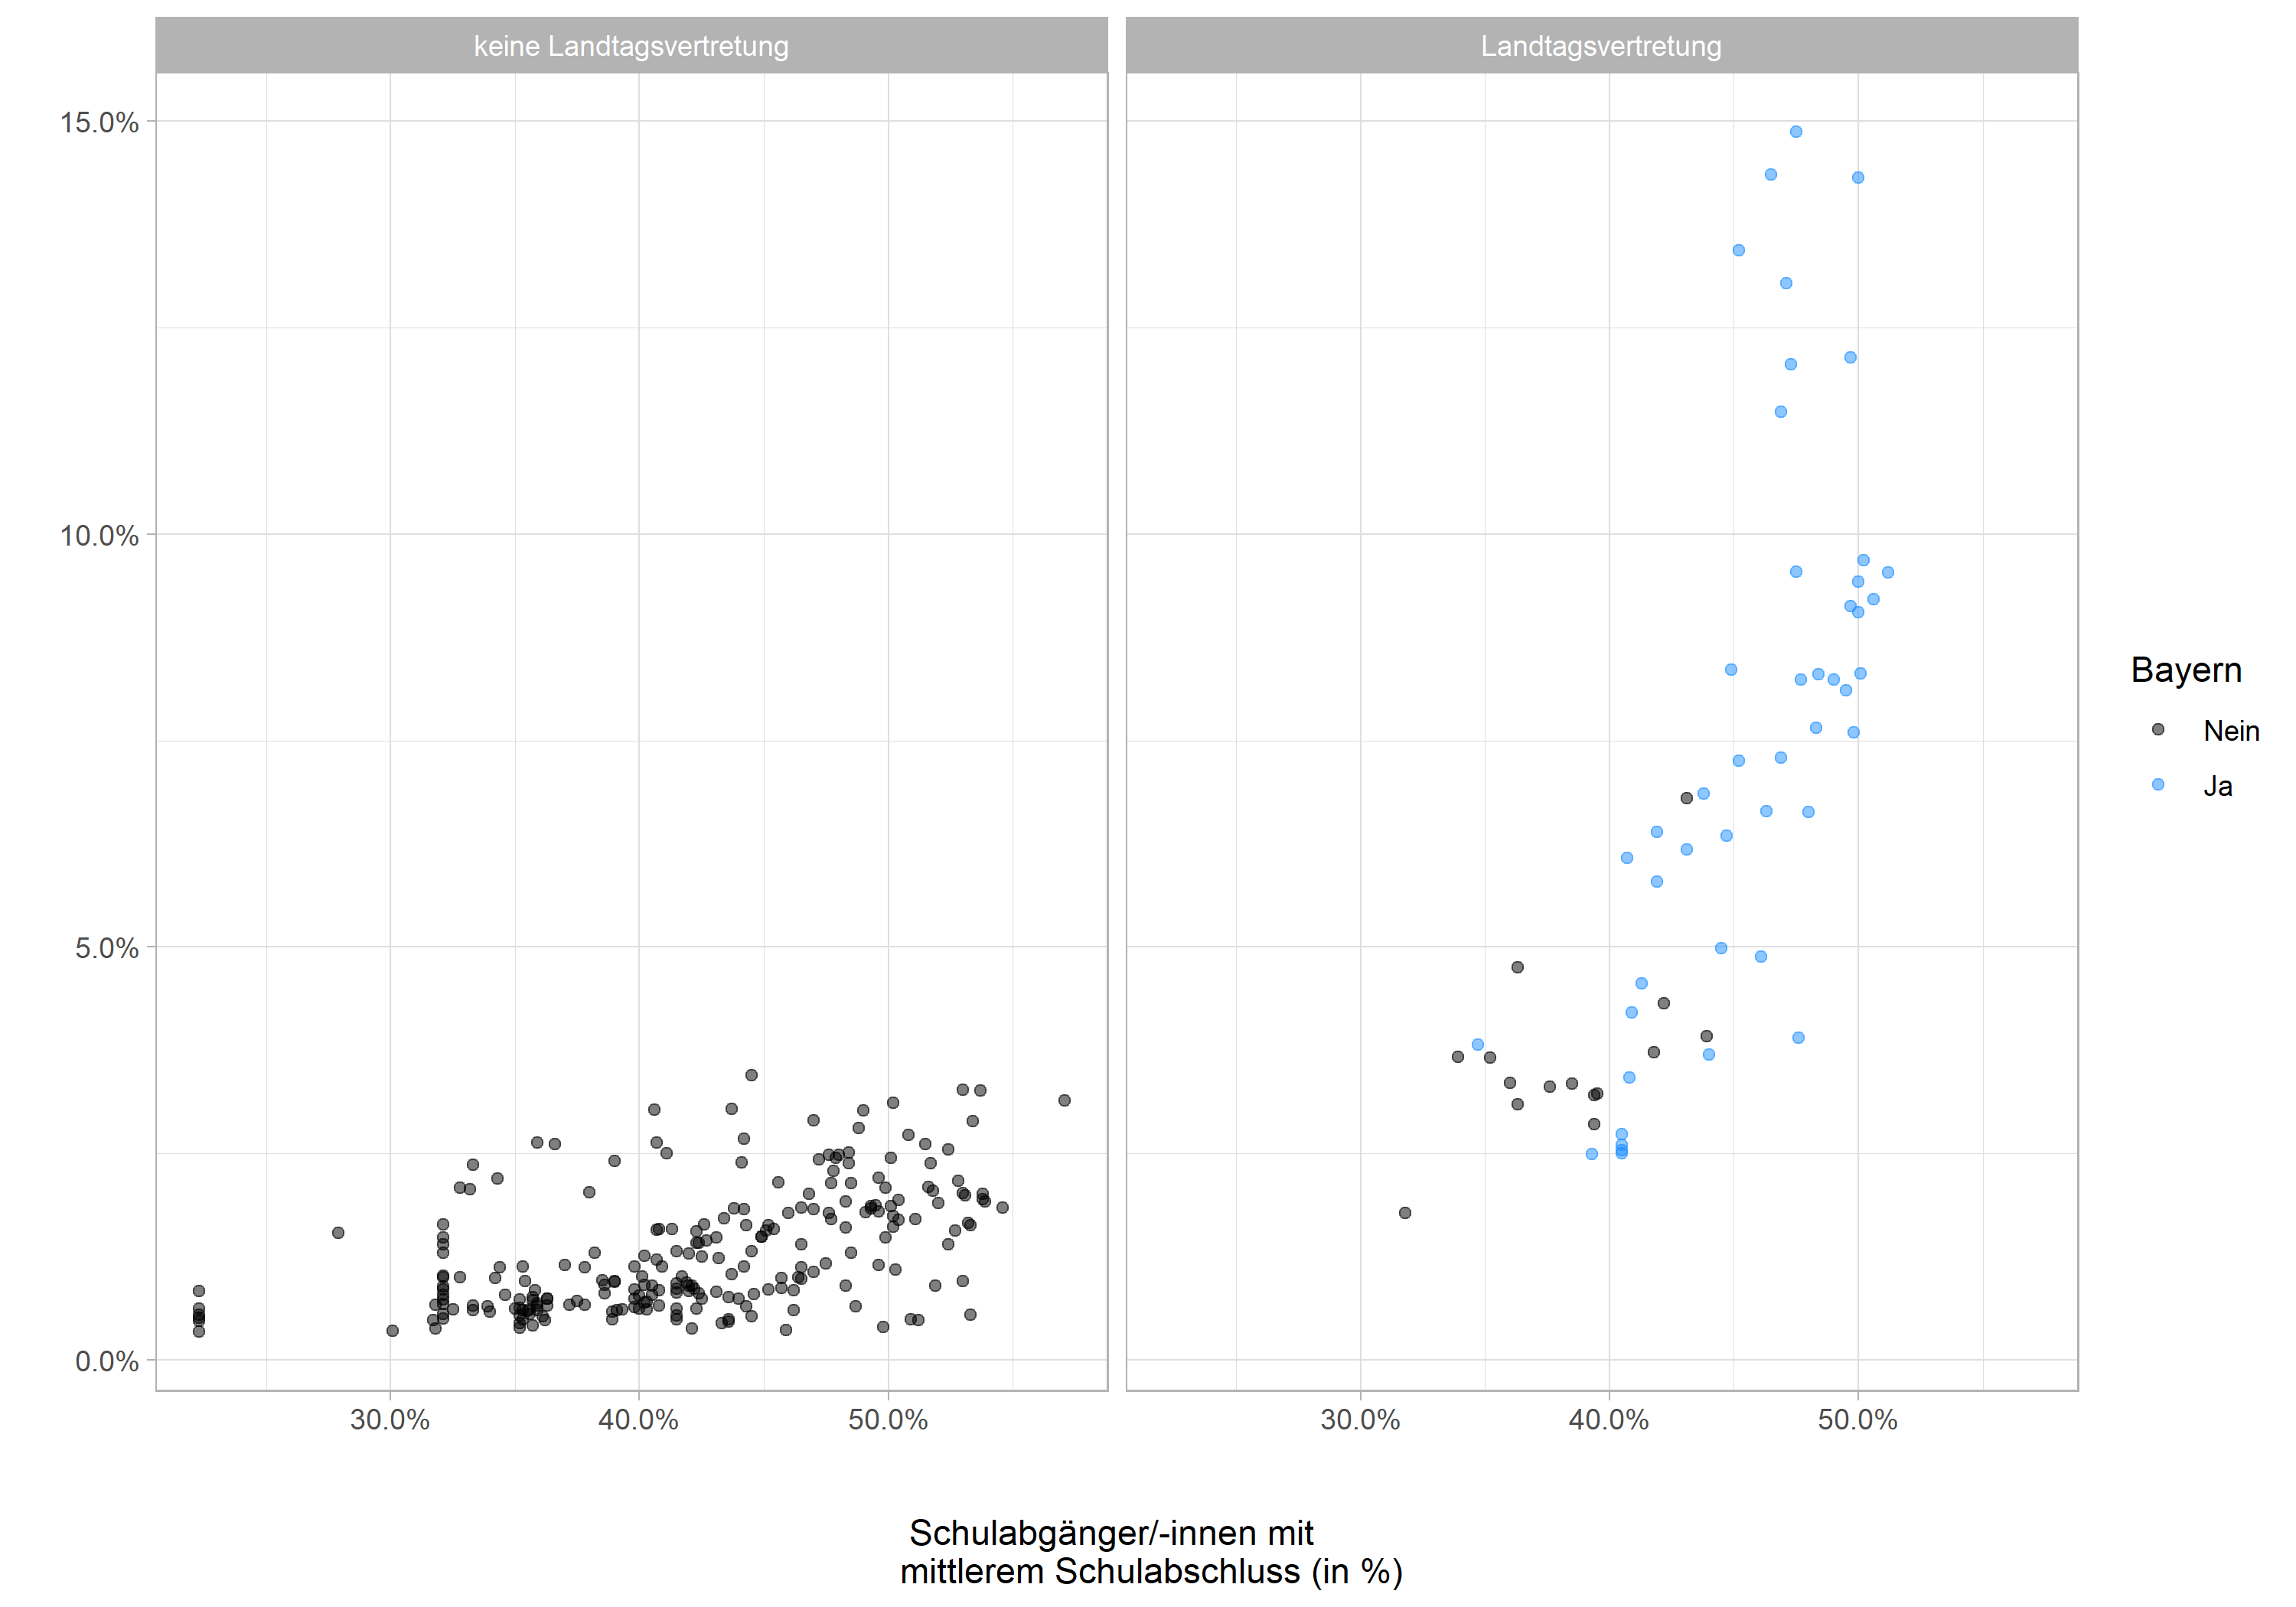 keine Landtagsvertretung
Landtagsvertretung
15.0%
10.0%
5.0%
0.0%
30.0%
40.0%
50.0%
30.0%
40.0%
50.0%
Schulabgänger/-innen mit
mittlerem Schulabschluss (in %)
Bayern
Nein
Ja